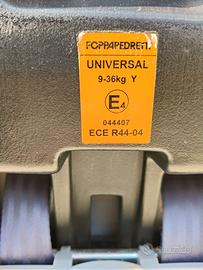 FOPPAPEDRETTI
UNIVERSAL
9-36kg Y
E4
044407
ECE R44-04